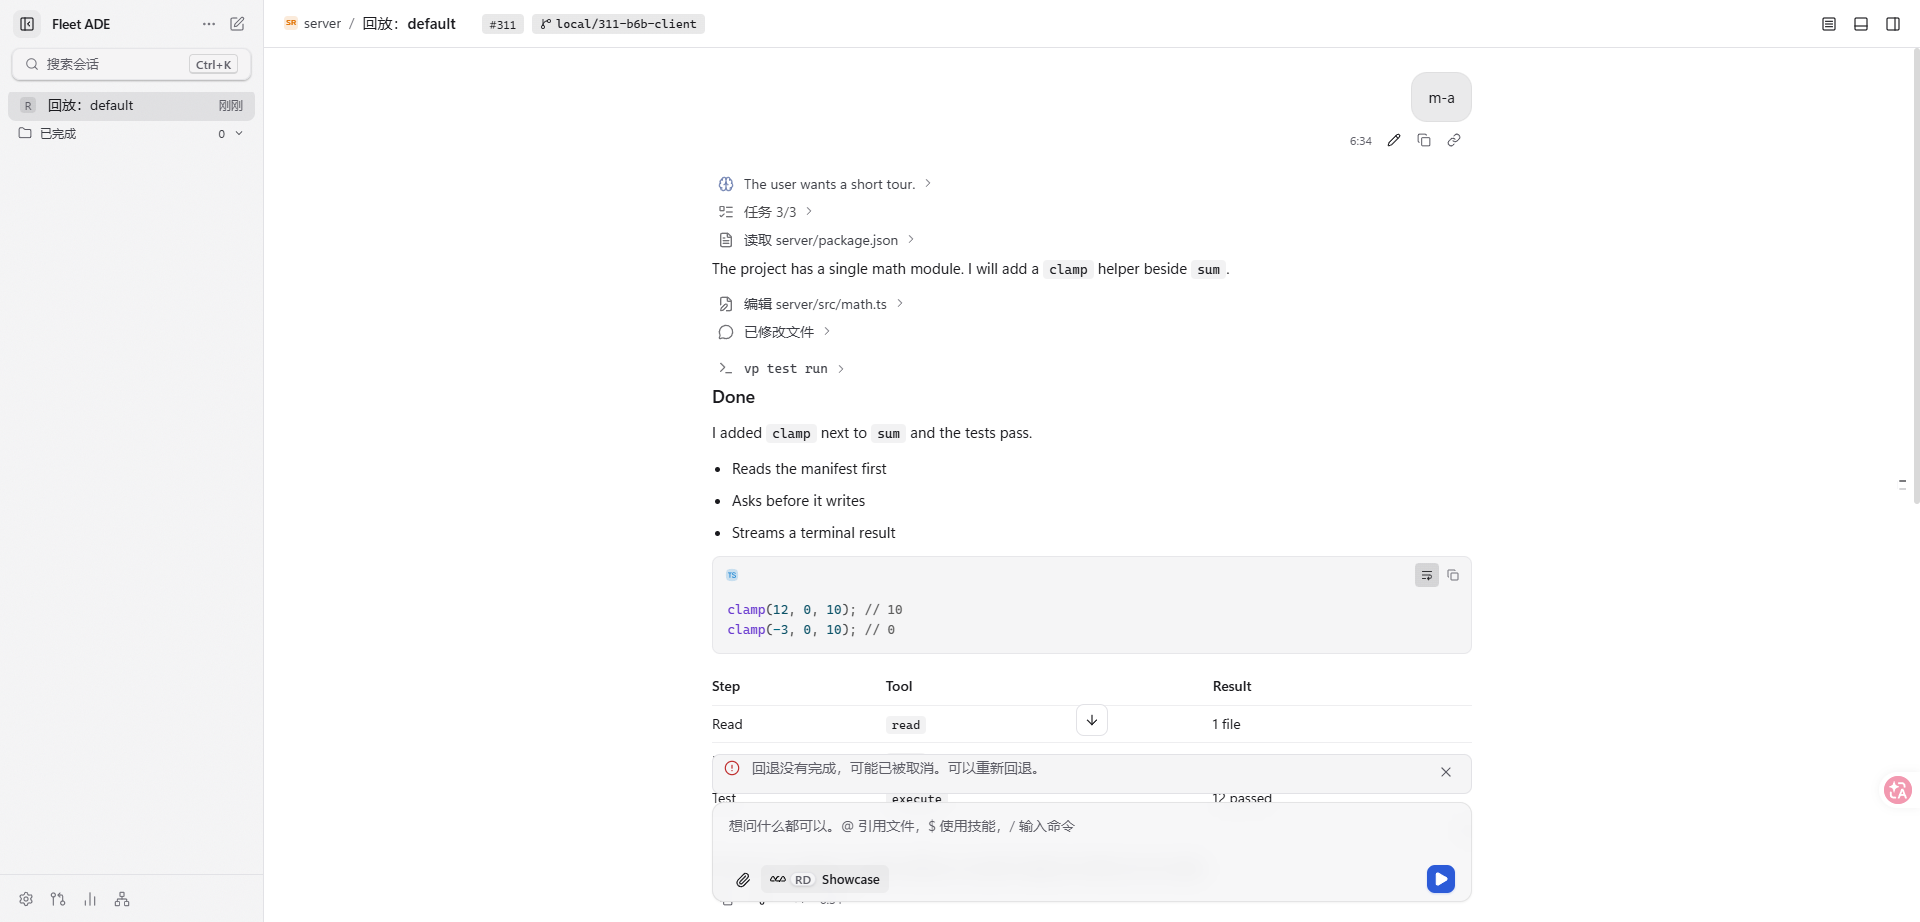 Fleet ADE
搜索会话 Ctrl+K
R 回放：default 刚刚
已完成 0
SR server / 回放：default #311 local/311-b6b-client
m-a
6:34
The user wants a short tour.
任务 3/3
读取 server/package.json
The project has a single math module. I will add a clamp helper beside sum.
编辑 server/src/math.ts
已修改文件
vp test run
Done
I added clamp next to sum and the tests pass.
• Reads the manifest first
• Asks before it writes
• Streams a terminal result
TS
clamp(12, 0, 10); // 10
clamp(-3, 0, 10); // 0
Step Tool Result
Read read 1 file
回退没有完成，可能已被取消。可以重新回退。
Test execute 12 passed
想问什么都可以。@ 引用文件，$ 使用技能，/ 输入命令
RD Showcase